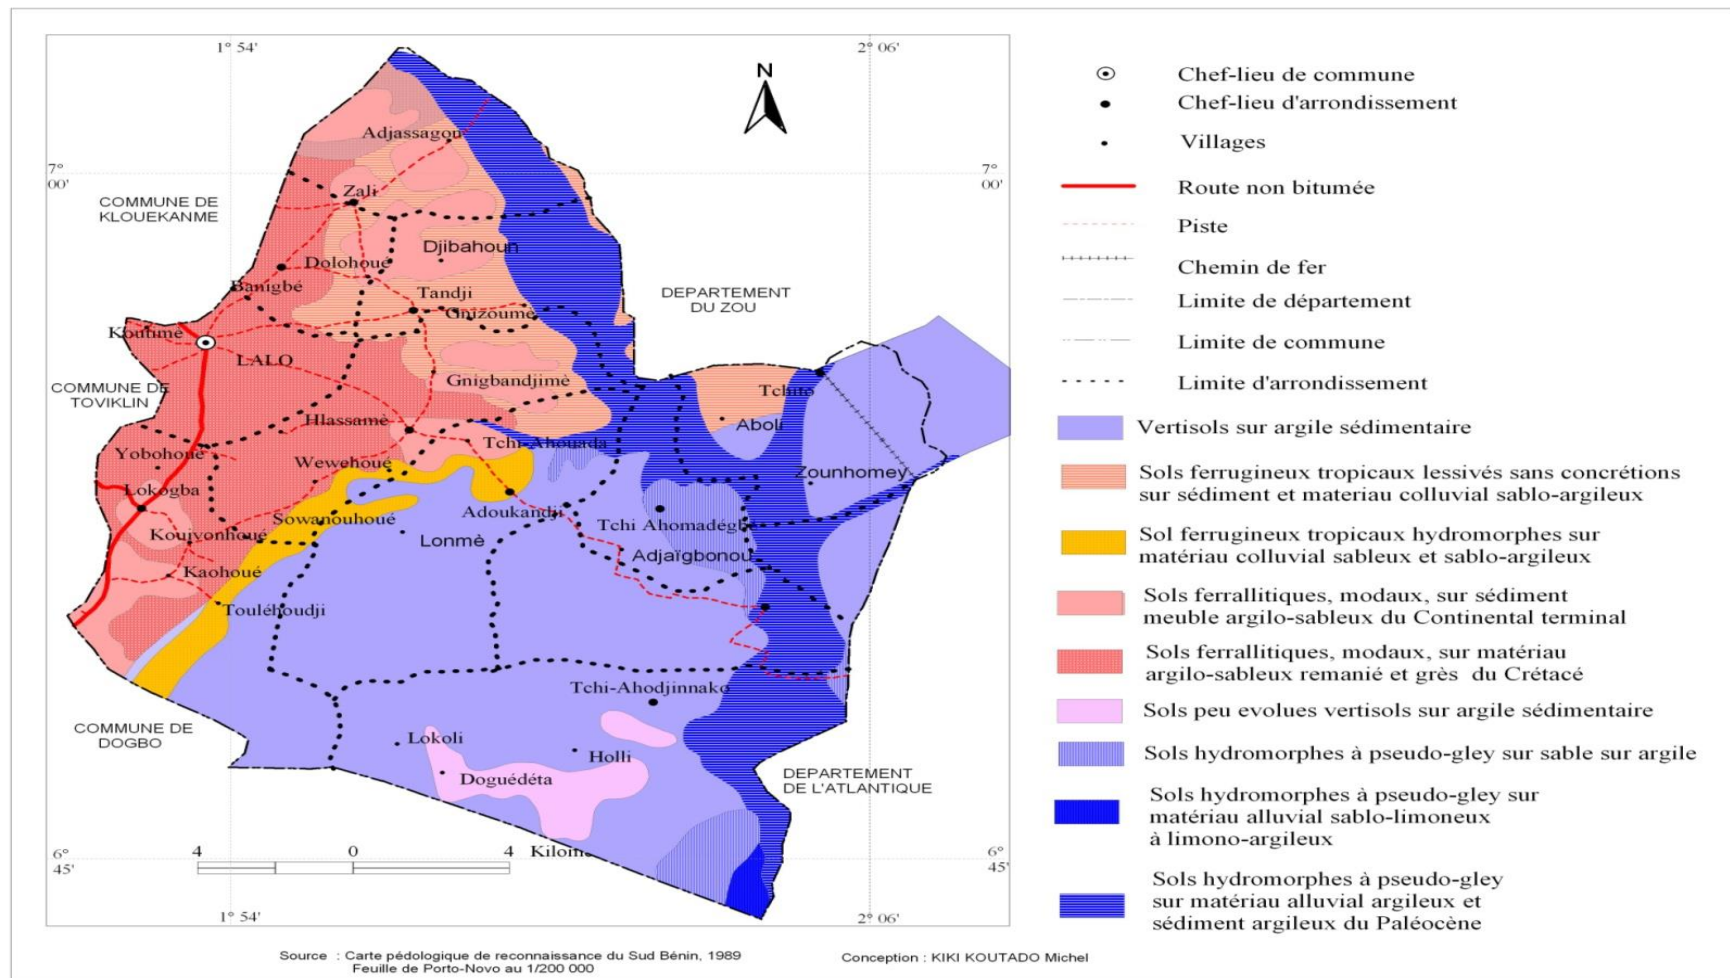 1° 54'
2° 06'
N
7°
00'
7°
00'
Adjassagon
Zali
COMMUNE DE
KLOUEKANME
Djibahoun
Dolohoué
Banigbé
Tandji
Gnizoumè
DEPARTEMENT
DU ZOU
Koutimè
LALO
COMMUNE DE
TOVIKLIN
Gnigbandjimè
Tchito
Aboli
Hlassamè
Tchi-Ahouada
Yobohoué
Wewehoué
Zounhomey
Lokogba
Adoukandji
Sowanouhoué
Tchi Ahomadégbé
Kouivonhoué
Lonmè
Adjaïgbonou
Kaohoué
Touléhoudji
Tchi-Ahodjinnako
COMMUNE DE
DOGBO
Lokoli
Holli
Doguédéta
DEPARTEMENT
DE L'ATLANTIQUE
4 0 4
6°
45'
6°
45'
1° 54'
2° 06'
Chef-lieu de commune
Chef-lieu d'arrondissement
Villages
Route non bitumée
Piste
Chemin de fer
Limite de département
Limite de commune
Limite d'arrondissement
Vertisols sur argile sédimentaire
Sols ferrugineux tropicaux lessivés sans concrétions
sur sédiment et materiau colluvial sablo-argileux
Sol ferrugineux tropicaux hydromorphes sur
matériau colluvial sableux et sablo-argileux
Sols ferrallitiques, modaux, sur sédiment
meuble argilo-sableux du Continental terminal
Sols ferrallitiques, modaux, sur matériau
argilo-sableux remanié et grès du Crétacé
Sols peu evolues vertisols sur argile sédimentaire
Sols hydromorphes à pseudo-gley sur sable sur argile
Sols hydromorphes à pseudo-gley sur
matériau alluvial sablo-limoneux
à limono-argileux
Sols hydromorphes à pseudo-gley
sur matériau alluvial argileux et
sédiment argileux du Paléocène
Source : Carte pédologique de reconnaissance du Sud Bénin, 1989
Feuille de Porto-Novo au 1/200 000
Conception : KIKI KOUTADO Michel